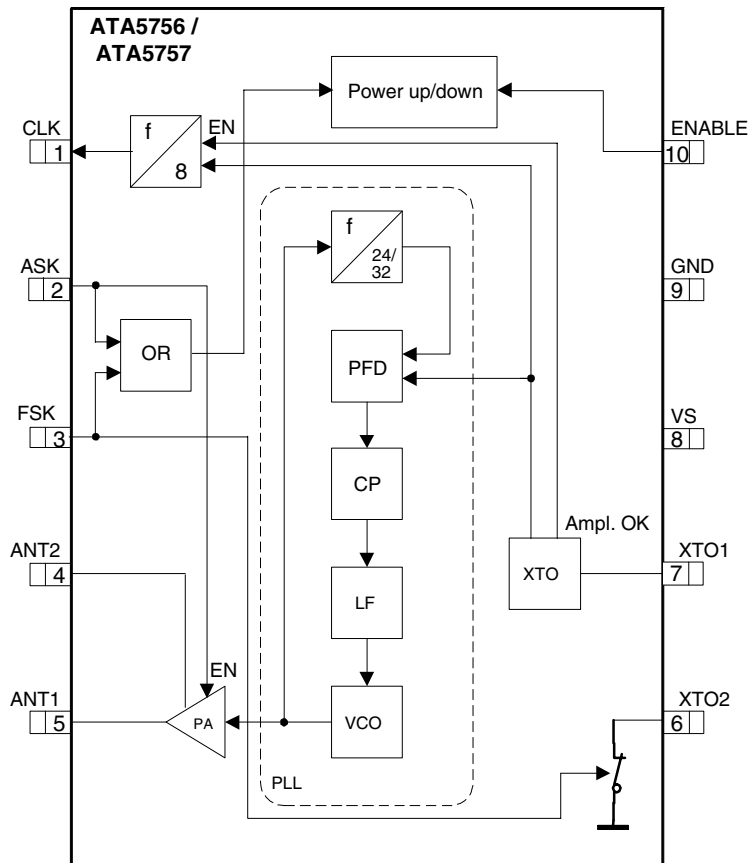 ATA5756 /
ATA5757
Power up/down
CLK
1
f
8
EN
ENABLE
10
f
24/
32
ASK
2
GND
9
OR
PFD
FSK
3
VS
8
CP
Ampl. OK
ANT2
4
XTO
XTO1
7
LF
EN
ANT1
5
PA
VCO
XTO2
6
PLL